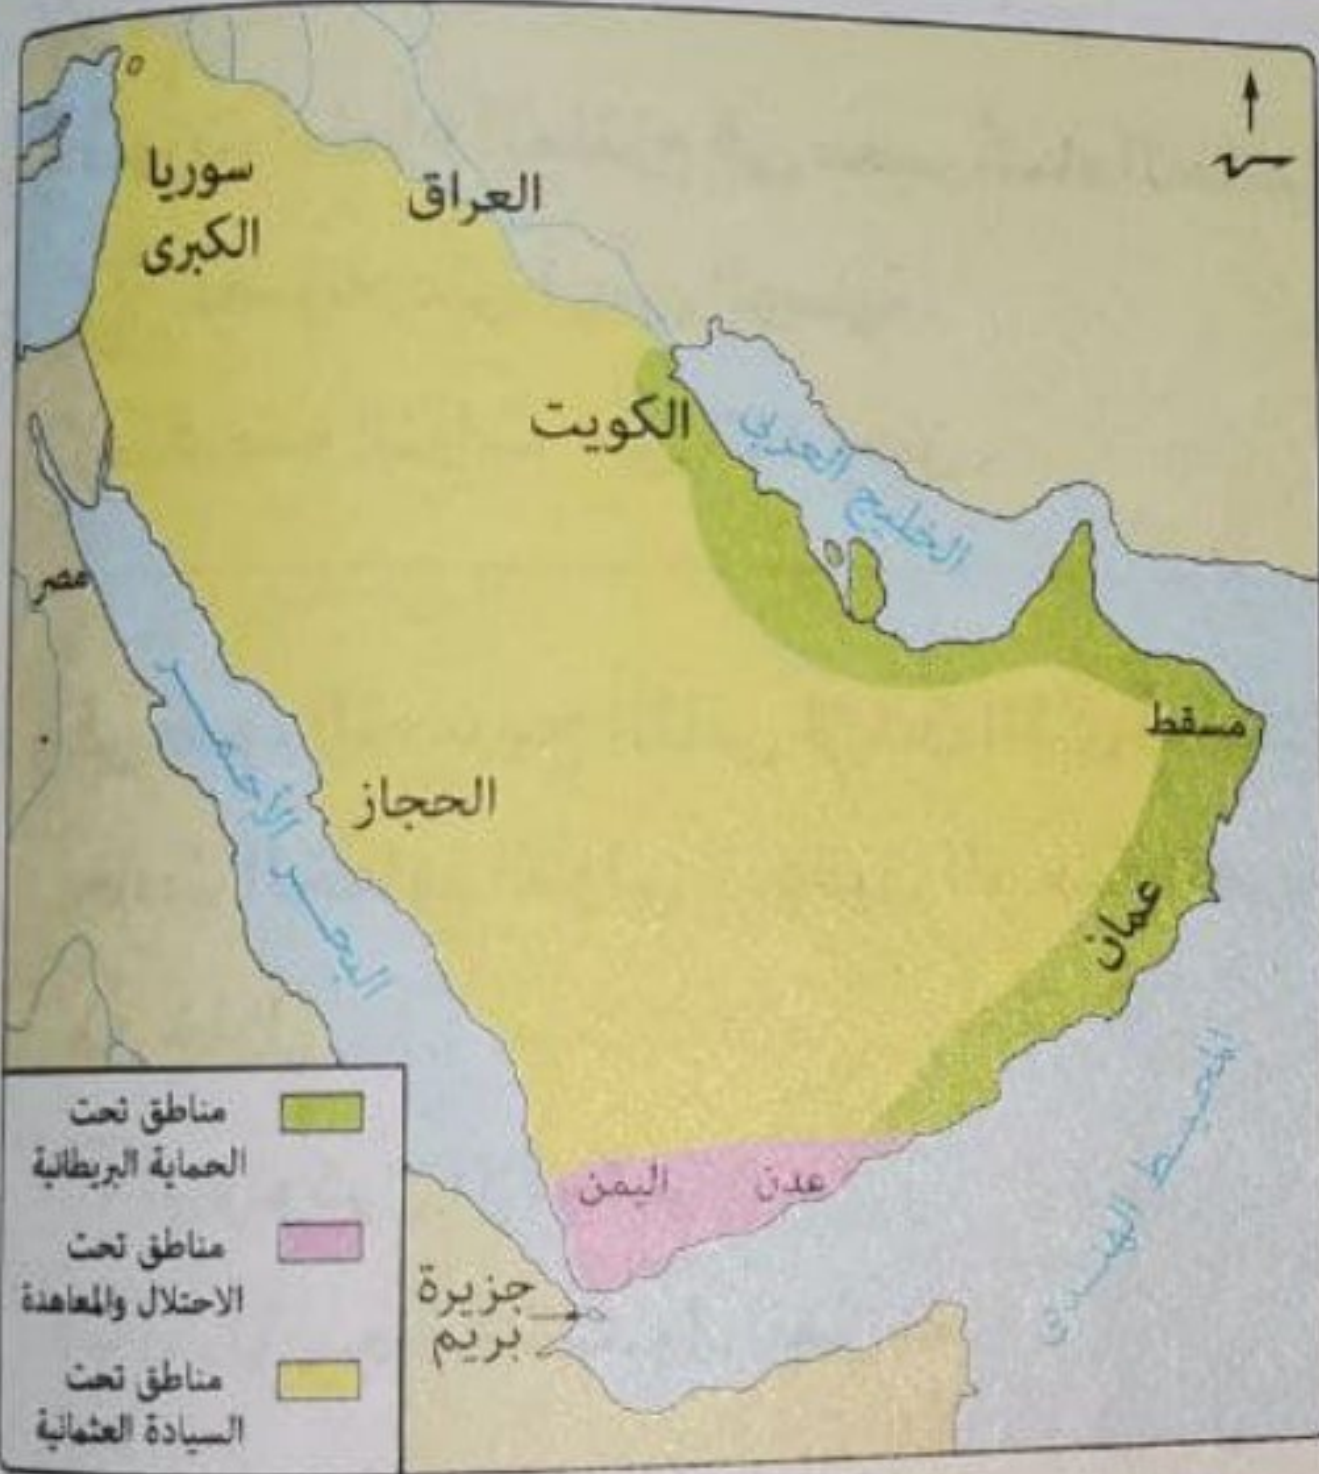 سوريا
الكبرى
العراق
الكويت
الخليج العربي
مصر
البحر الأحمر
الحجاز
مسقط
عمان
المحيط الهندي
اليمن
عدن
جزيرة
بريم
مناطق تحت
الحماية البريطانية
مناطق تحت
الاحتلال والمعاهدة
مناطق تحت
السيادة العثمانية